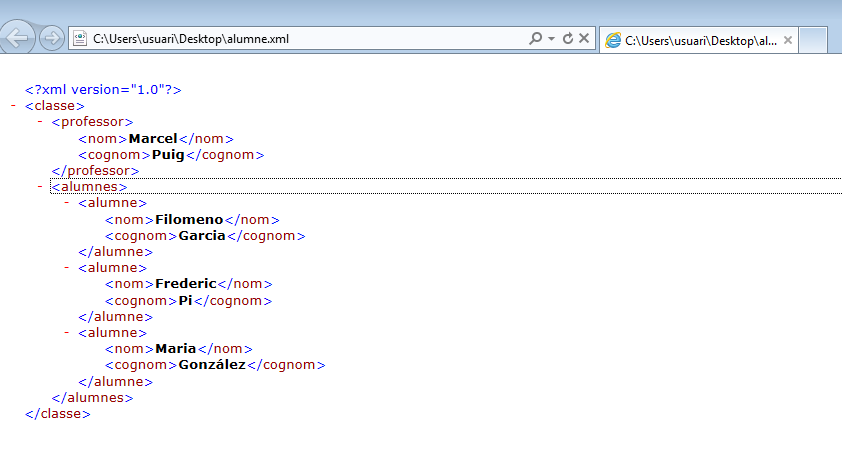 C:\Users\usuari\Desktop\alumne.xml
C:\Users\usuari\Desktop\al...
<?xml version="1.0"?>
- <classe>
- <professor>
<nom>Marcel</nom>
<cognom>Puig</cognom>
</professor>
- <alumnes>
- <alumne>
<nom>Filomeno</nom>
<cognom>Garcia</cognom>
</alumne>
- <alumne>
<nom>Frederic</nom>
<cognom>Pi</cognom>
</alumne>
- <alumne>
<nom>Maria</nom>
<cognom>González</cognom>
</alumne>
</alumnes>
</classe>